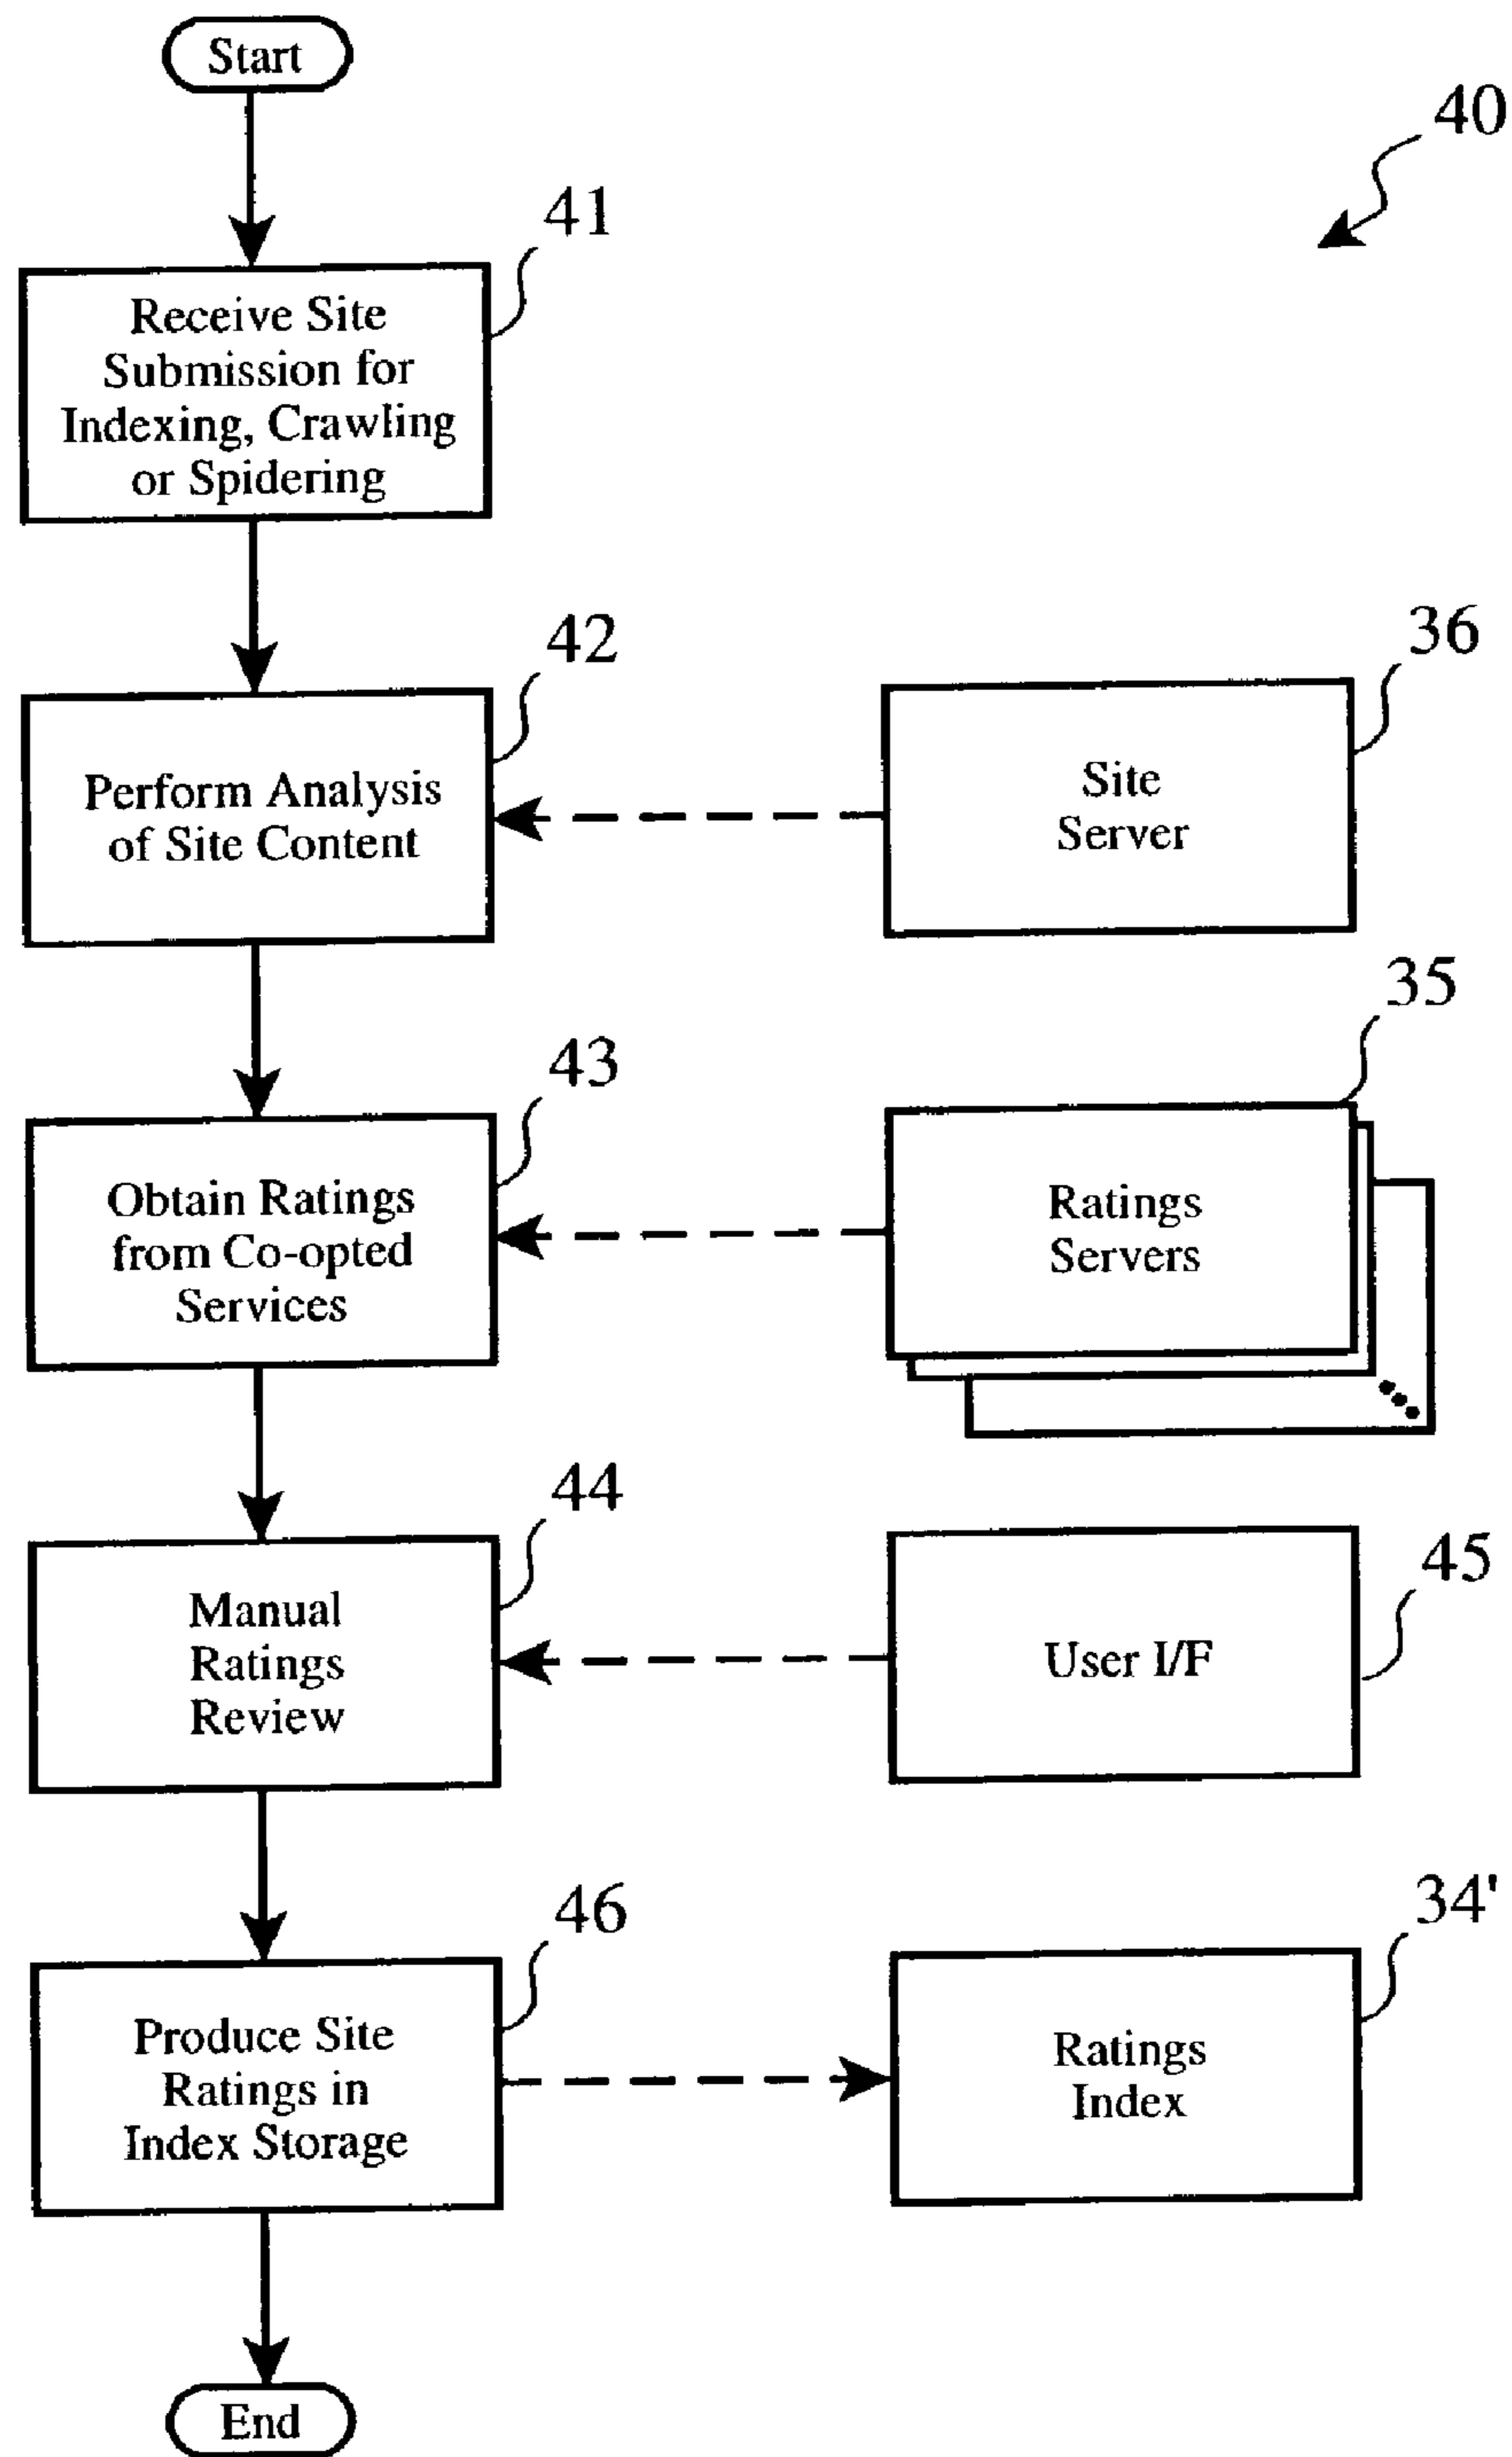 Start
40
41
Receive Site
Submission for
Indexing, Crawling
or Spidering
42
Perform Analysis
of Site Content
36
Site
Server
43
Obtain Ratings
from Co-opted
Services
35
Ratings
Servers
44
Manual
Ratings
Review
45
User I/F
46
Produce Site
Ratings in
Index Storage
34'
Ratings
Index
End